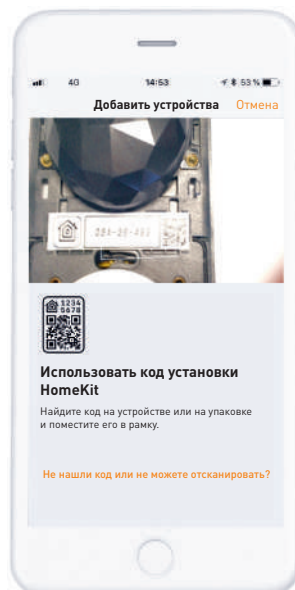 4G 14:53 53 %
Добавить устройства Отмена
1234
5678
Использовать код установки
HomeKit
Найдите код на устройстве или на упаковке
и поместите его в рамку.
Не нашли код или не можете отсканировать?